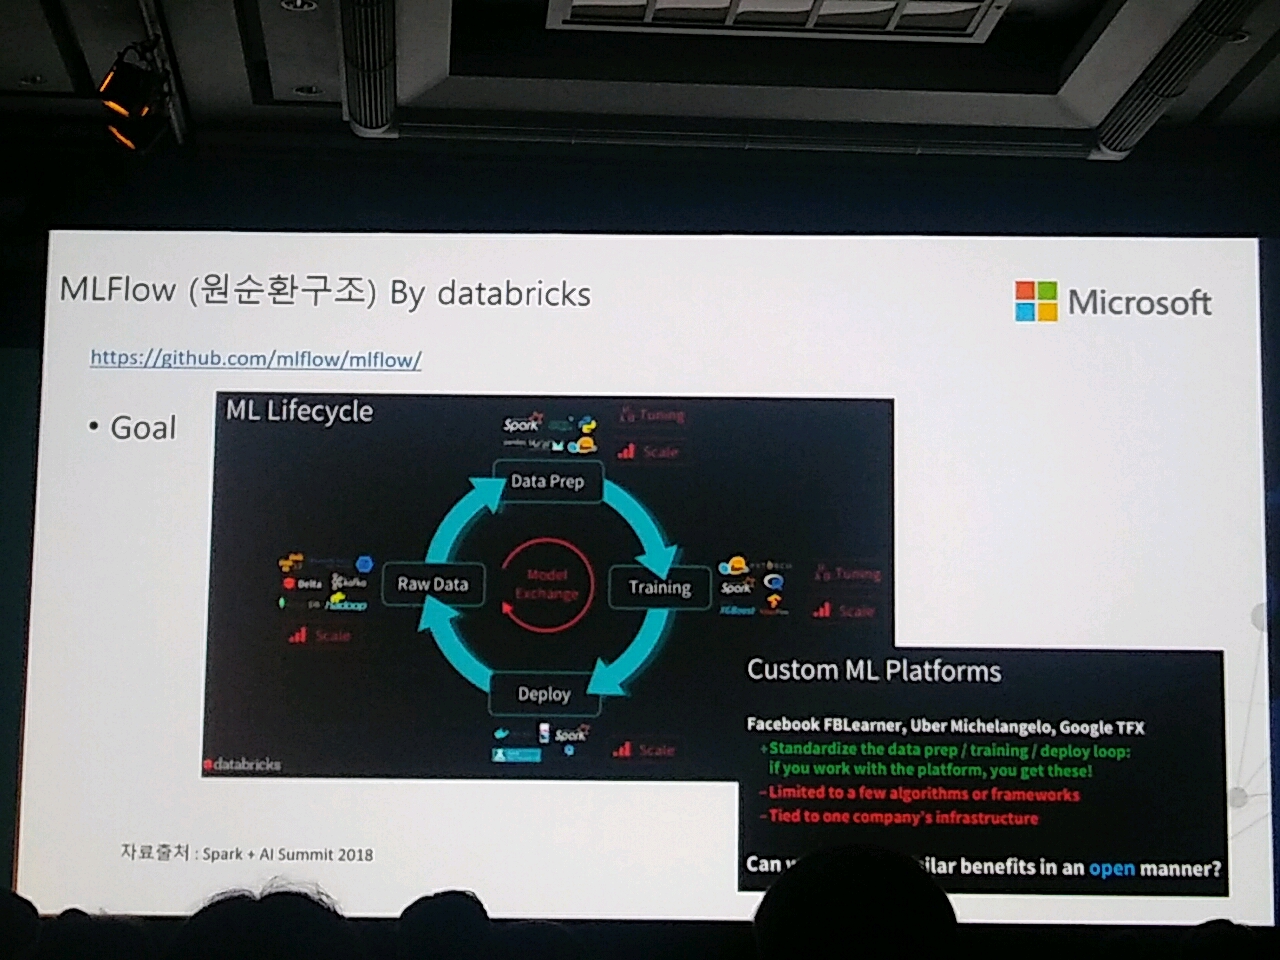 MLFlow (원순환구조) By databricks
Microsoft
https://github.com/mlflow/mlflow/
• Goal
ML Lifecycle
Spark
Tuning
Scale
Data Prep
Delta
kafka
hadoop
Scale
Raw Data
Model
Exchange
Training
Spark
XGBoost
Tuning
Scale
Deploy
Spark
Scale
databricks
Custom ML Platforms
Facebook FBLearner, Uber Michelangelo, Google TFX
+Standardize the data prep / training / deploy loop:
if you work with the platform, you get these!
–Limited to a few algorithms or frameworks
–Tied to one company's infrastructure
Can benefits in an open manner?
자료출처 : Spark + AI Summit 2018